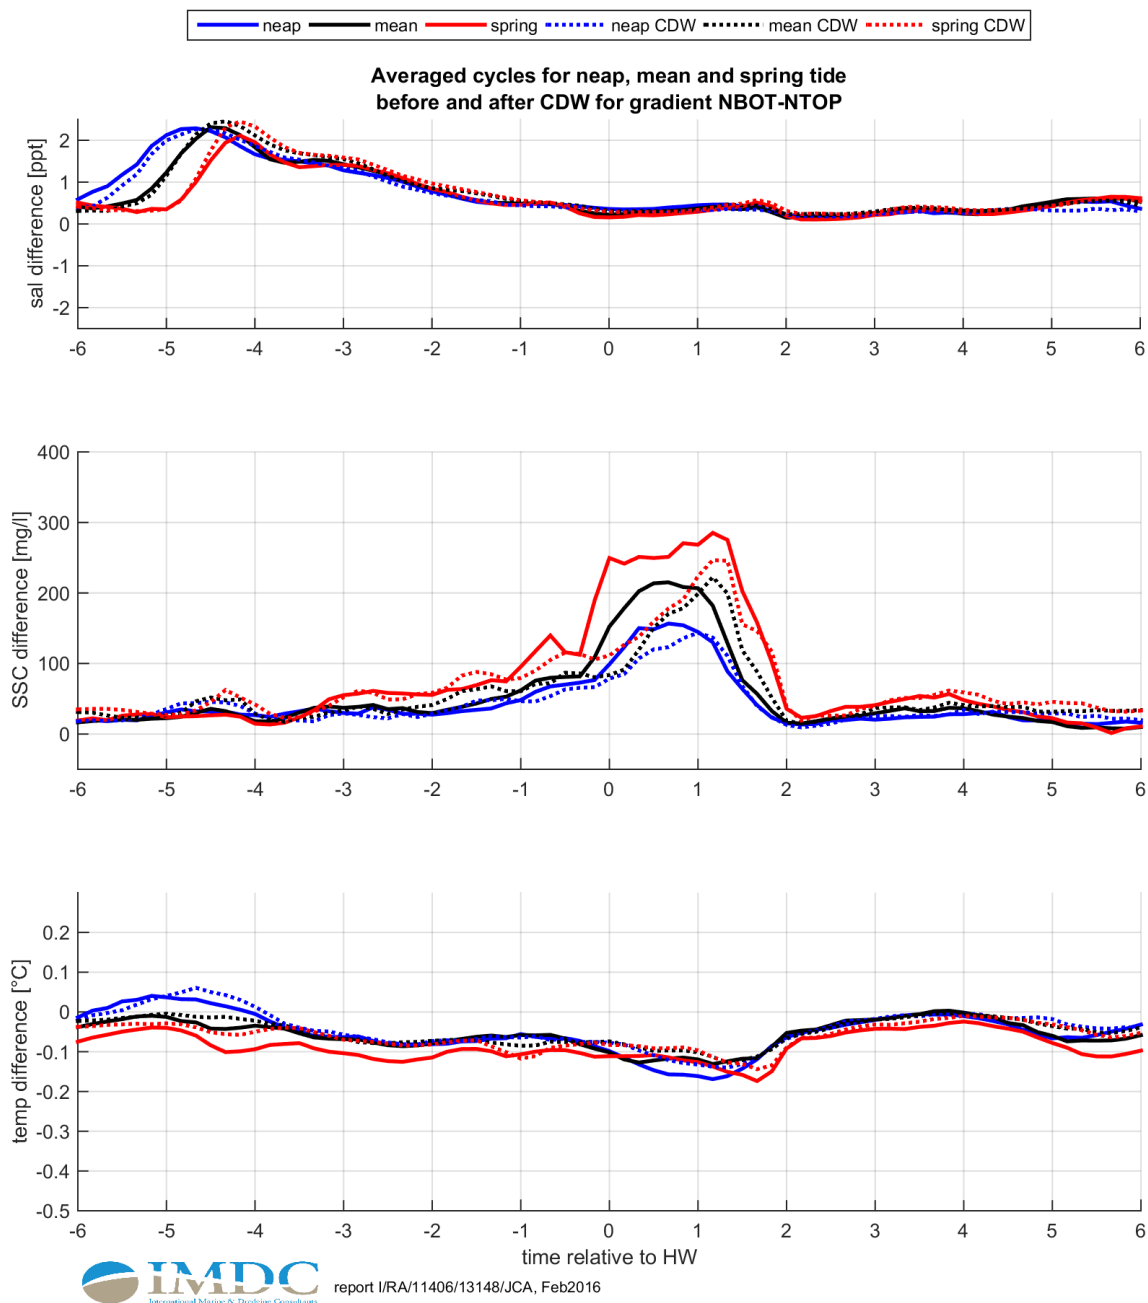 neap mean spring neap CDW mean CDW spring CDW
Averaged cycles for neap, mean and spring tide
before and after CDW for gradient NBOT-NTOP
sal difference [ppt]
2
1
0
-1
-2
-6 -5 -4 -3 -2 -1 0 1 2 3 4 5 6
SSC difference [mg/l]
400
300
200
100
0
-6 -5 -4 -3 -2 -1 0 1 2 3 4 5 6
temp difference [°C]
0.2
0.1
0
-0.1
-0.2
-0.3
-0.4
-0.5
-6 -5 -4 -3 -2 -1 0 1 2 3 4 5 6
time relative to HW
IMDC
International Marine & Dredging Consultants
report I/RA/11406/13148/JCA, Feb2016